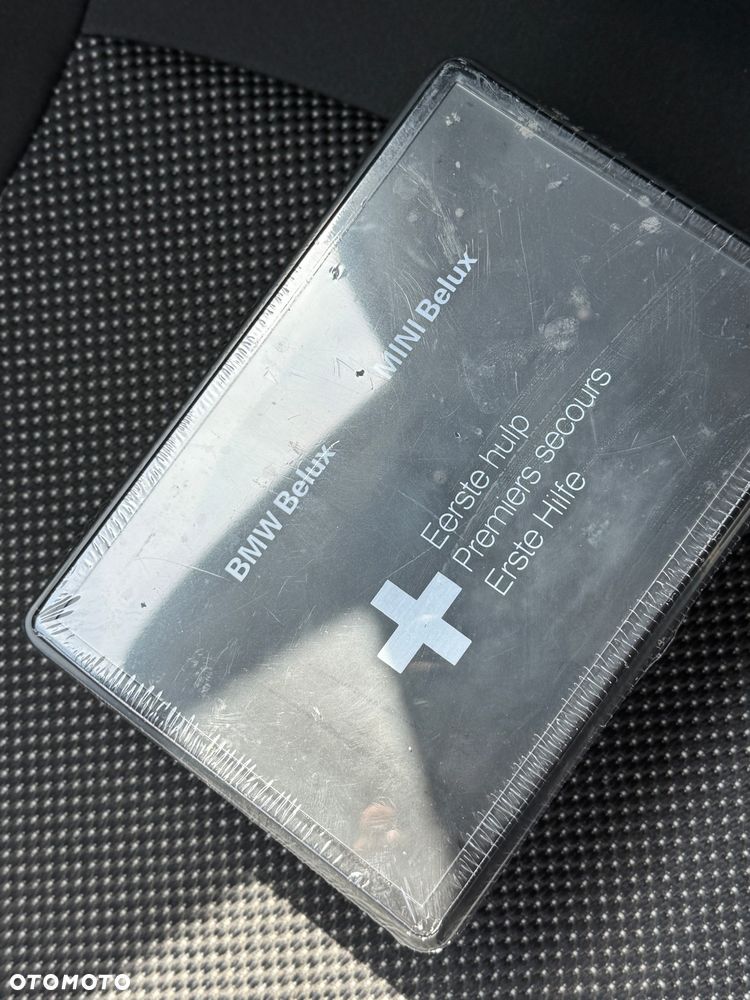 BMW Belux
MINI Belux
Eerste hulp
Premiers secours
Erste Hilfe
OTOMOTO